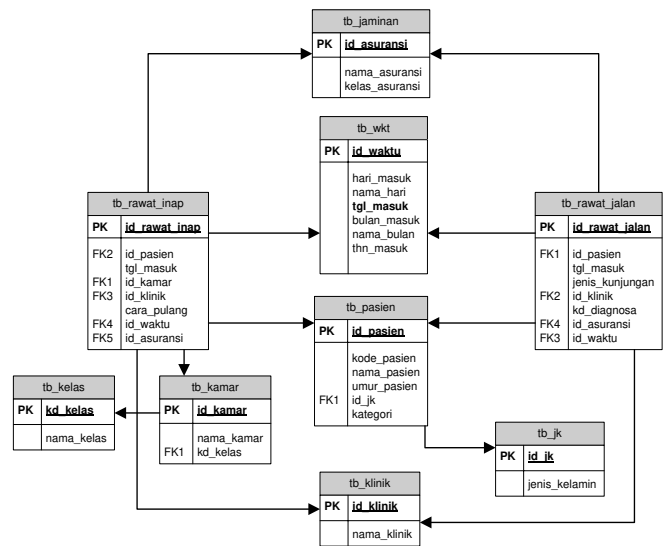 tb_jaminan
PK id_asuransi
nama_asuransi
kelas_asuransi
tb_wkt
PK id_waktu
hari_masuk
nama_hari
tgl_masuk
bulan_masuk
nama_bulan
thn_masuk
tb_rawat_inap
PK id_rawat_inap
FK2 id_pasien
tgl_masuk
FK1 id_kamar
FK3 id_klinik
cara_pulang
FK4 id_waktu
FK5 id_asuransi
tb_rawat_jalan
PK id_rawat_jalan
FK1 id_pasien
tgl_masuk
jenis_kunjungan
FK2 id_klinik
kd_diagnosa
FK4 id_asuransi
FK3 id_waktu
tb_pasien
PK id_pasien
kode_pasien
nama_pasien
umur_pasien
FK1 id_jk
kategori
tb_kelas
PK kd_kelas
nama_kelas
tb_kamar
PK id_kamar
nama_kamar
FK1 kd_kelas
tb_jk
PK id_jk
jenis_kelamin
tb_klinik
PK id_klinik
nama_klinik